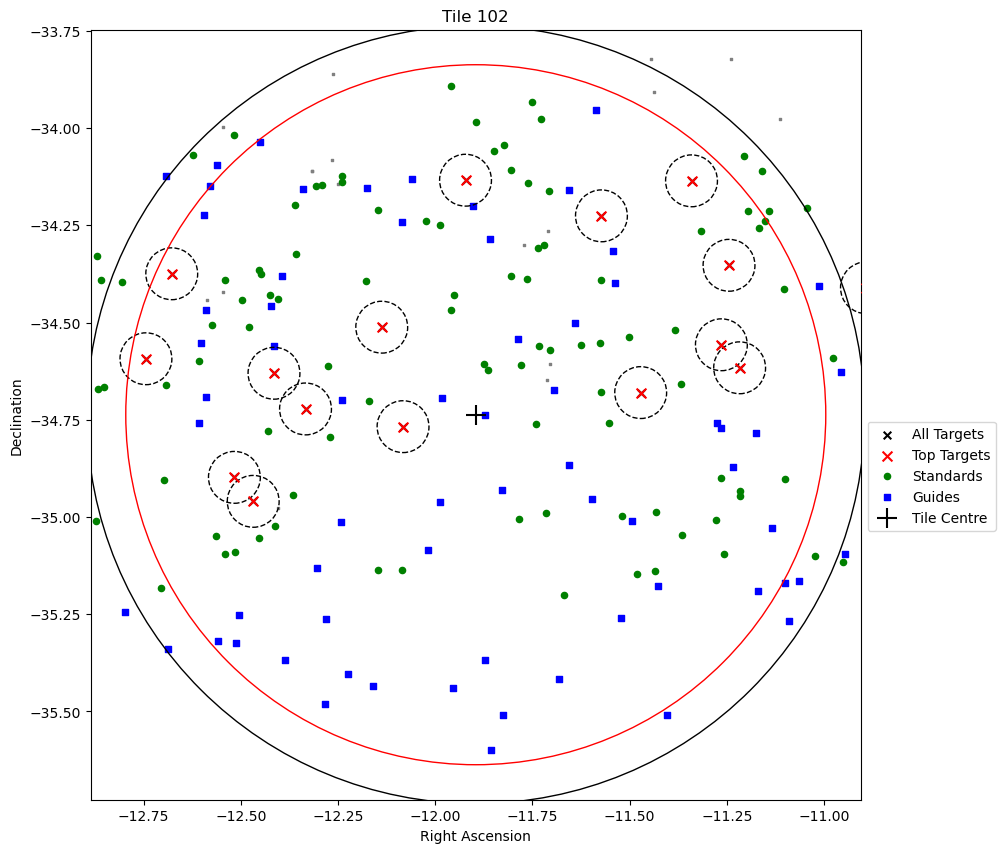 Tile 102
−33.75
−34.00
−34.25
−34.50
−34.75
−35.00
−35.25
−35.50
Declination
−12.75 −12.50 −12.25 −12.00 −11.75 −11.50 −11.25 −11.00
Right Ascension
All Targets
Top Targets
Standards
Guides
Tile Centre